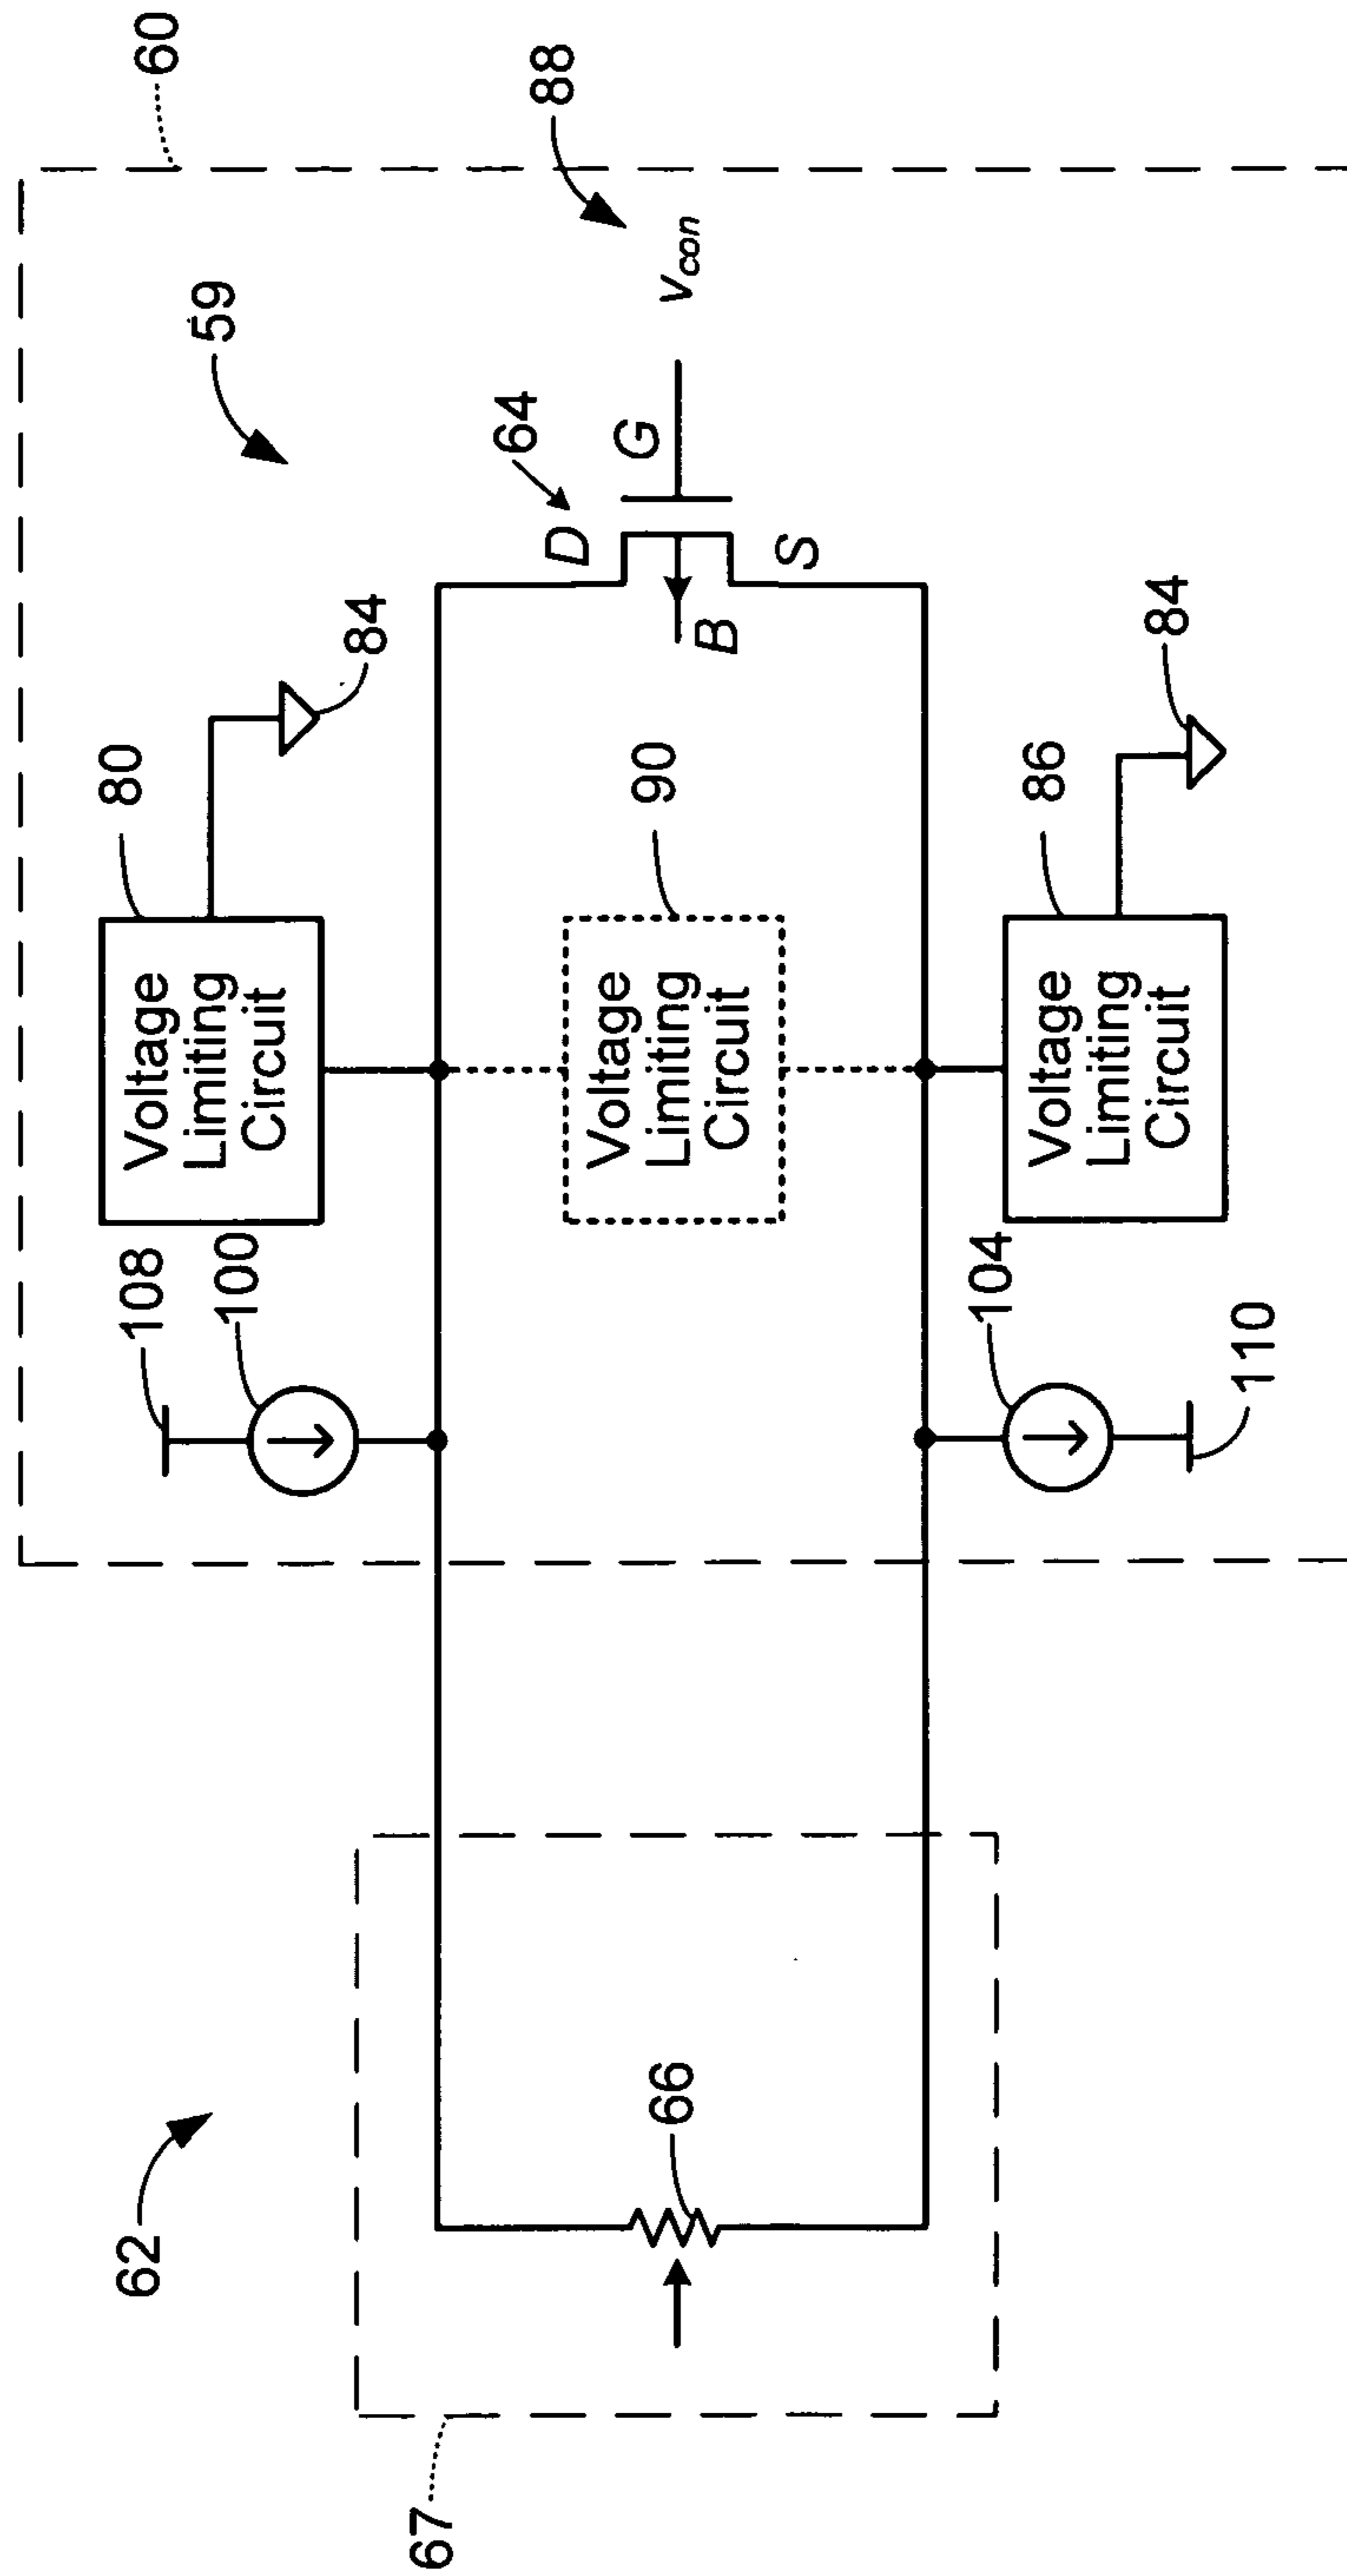 60
62
108
80
Voltage
Limiting
Circuit
59
100
84
67
64
88
D
G
90
Voltage
Limiting
Circuit
66
v_con
B
S
104
86
Voltage
Limiting
Circuit
84
110